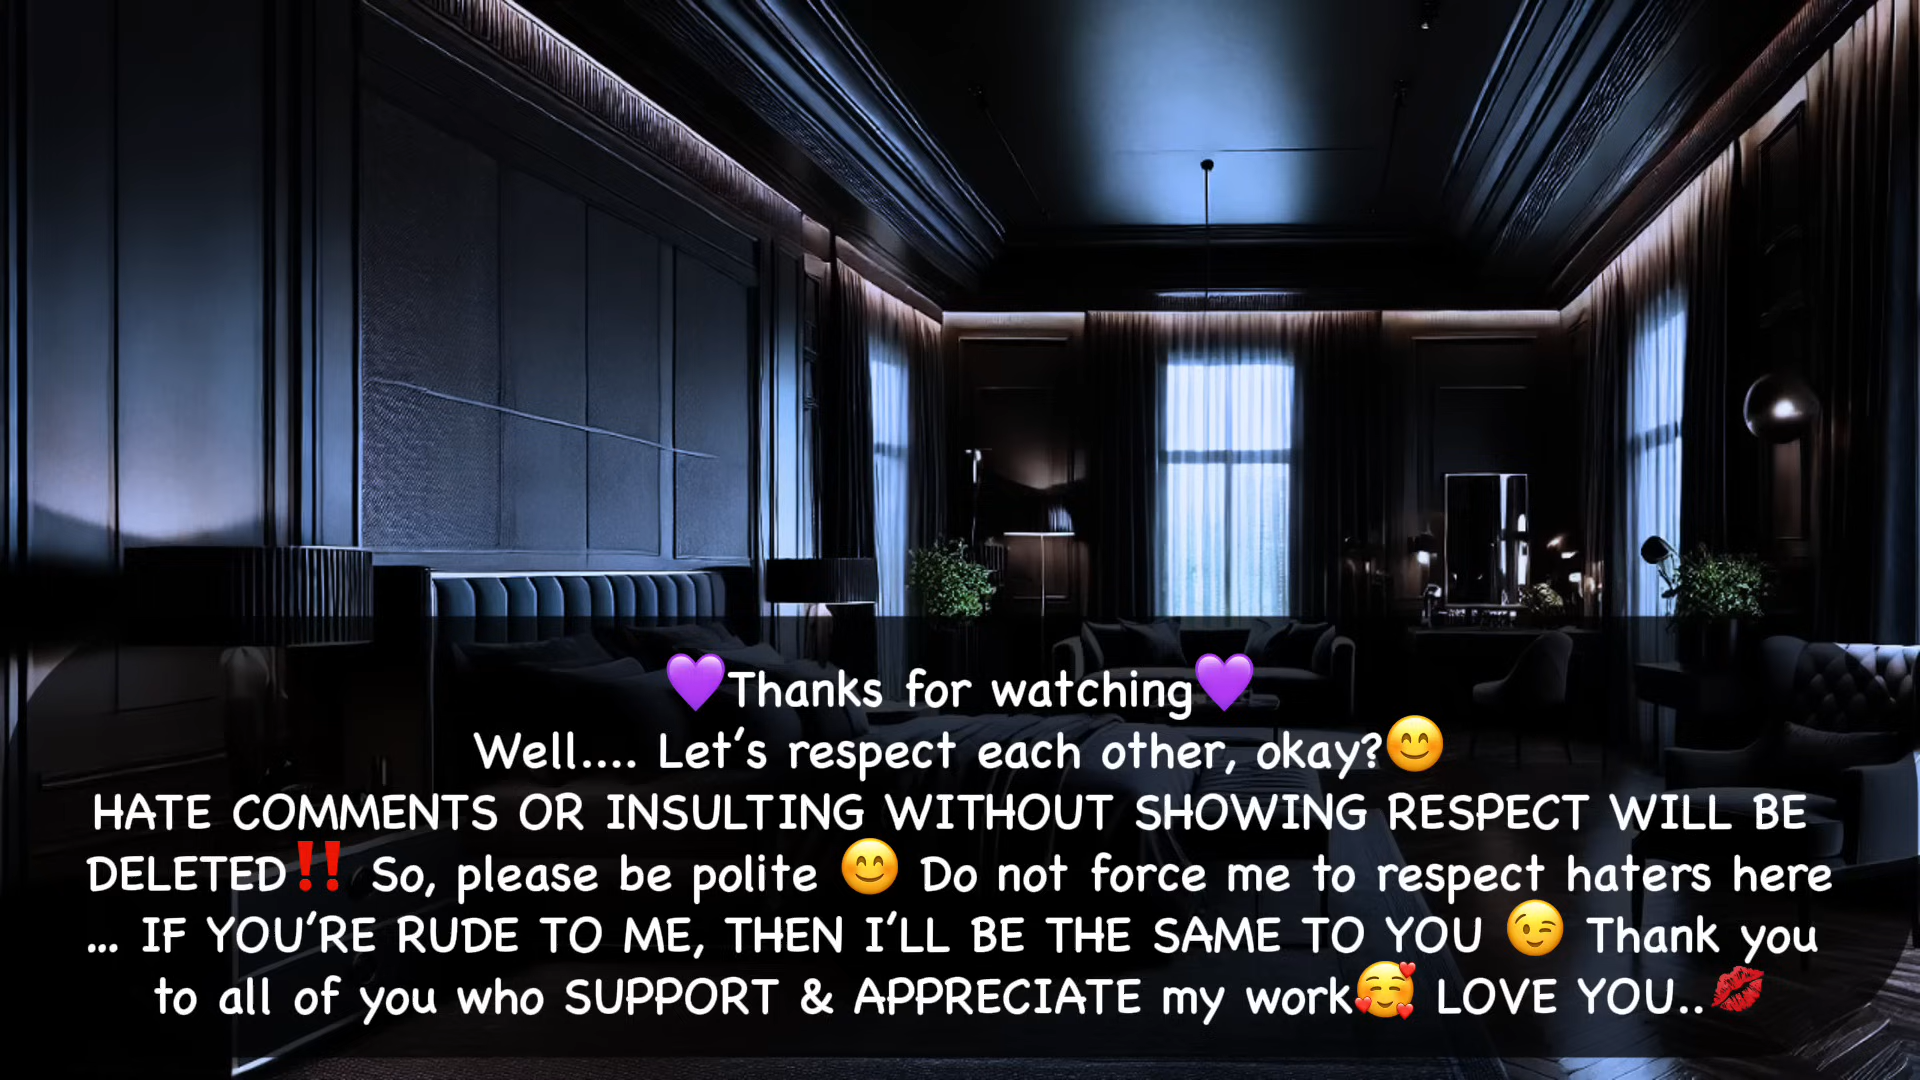 💜Thanks for watching💜
Well.... Let's respect each other, okay?😊
HATE COMMENTS OR INSULTING WITHOUT SHOWING RESPECT WILL BE
DELETED‼️ So, please be polite 😊 Do not force me to respect haters here
... IF YOU'RE RUDE TO ME, THEN I'LL BE THE SAME TO YOU 😉 Thank you
to all of you who SUPPORT & APPRECIATE my work🥰 LOVE YOU..💋